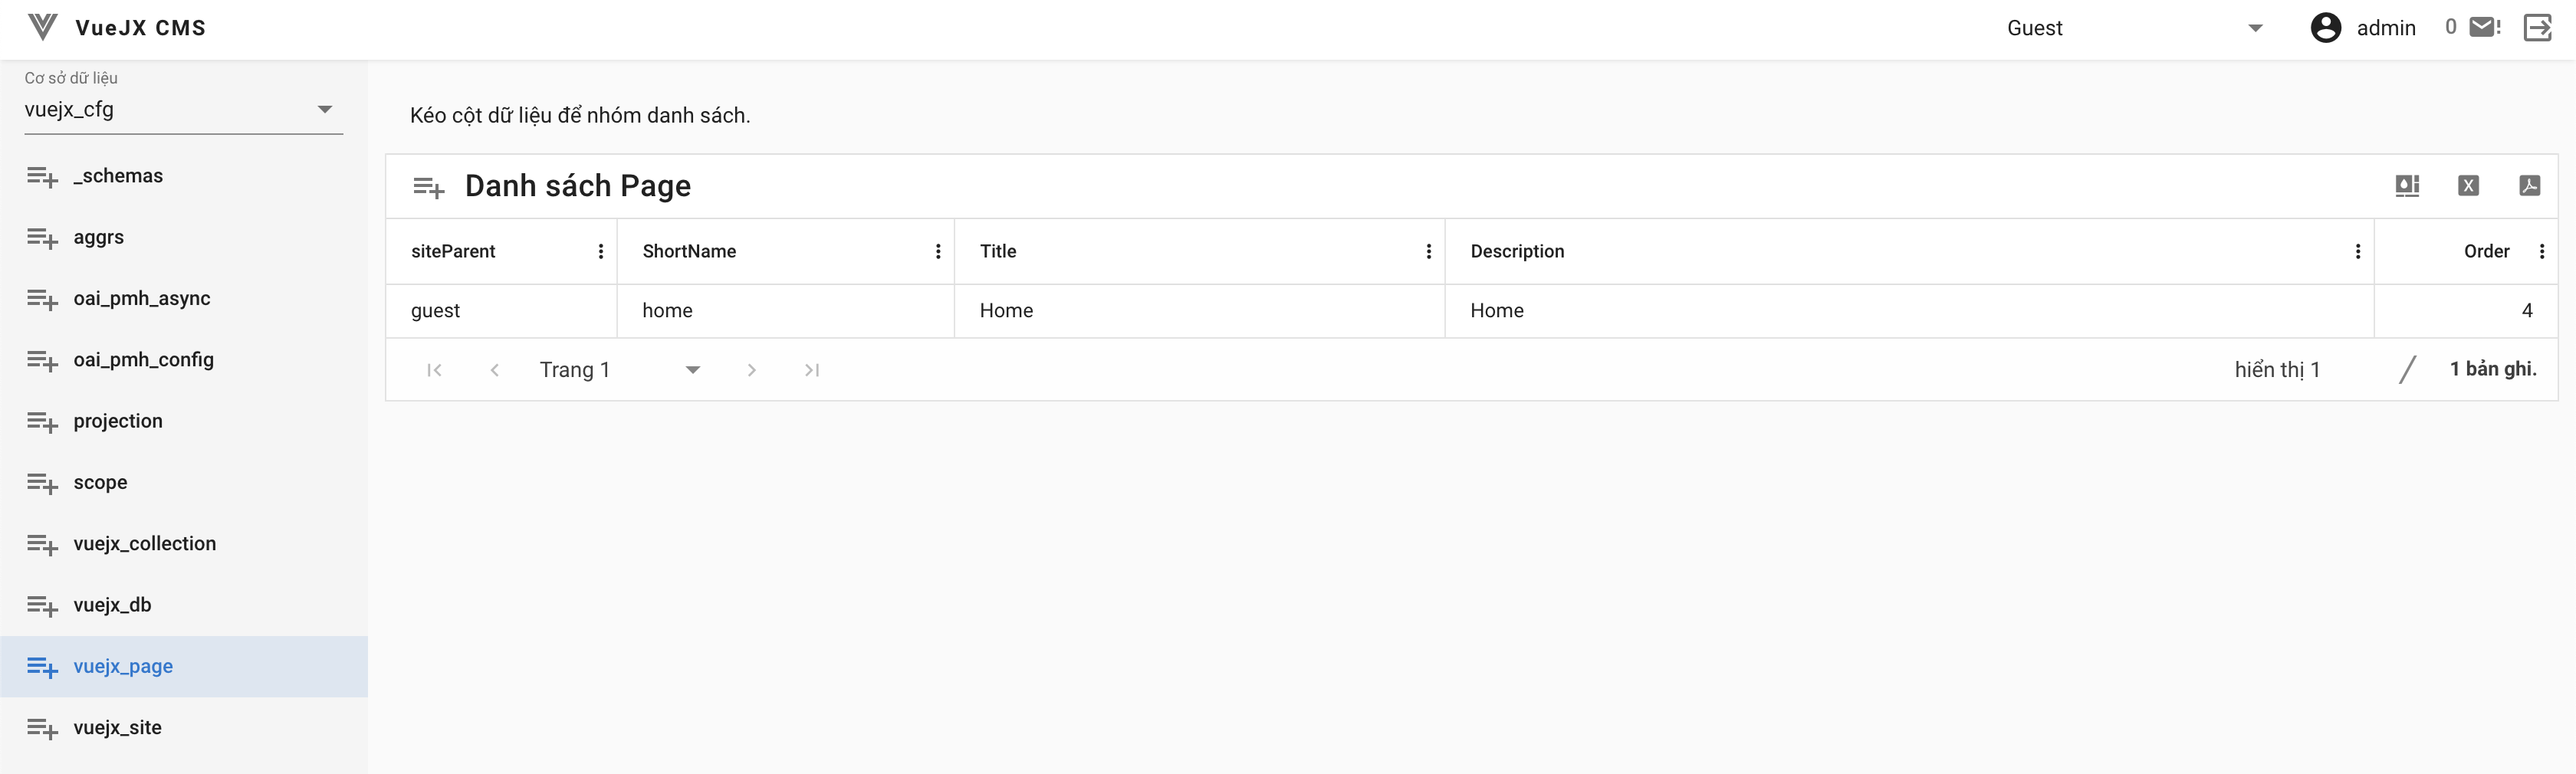 VueJX CMS
Guest
admin
0
Cơ sở dữ liệu
vuejx_cfg
_schemas
aggrs
oai_pmh_async
oai_pmh_config
projection
scope
vuejx_collection
vuejx_db
vuejx_page
vuejx_site
Kéo cột dữ liệu để nhóm danh sách.
Danh sách Page
siteParent ShortName Title Description Order
guest home Home Home 4
Trang 1 hiển thị 1 / 1 bản ghi.